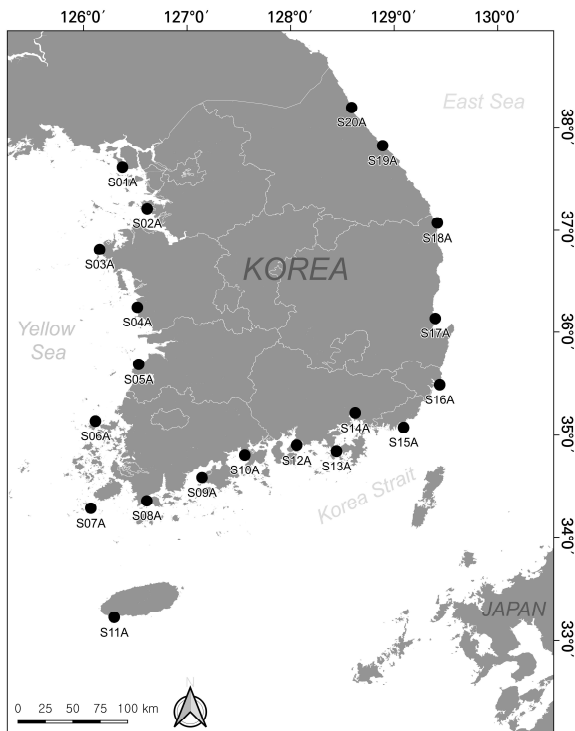 126°0′ 127°0′ 128°0′ 129°0′ 130°0′
East Sea
38°0′
S20A
S19A
S01A
S02A
37°0′
S18A
S03A
KOREA
S04A
Yellow
Sea
36°0′
S17A
S05A
S16A
S06A
S14A
35°0′
S15A
S12A
S13A
S10A
S09A
Korea Strait
S08A
S07A
34°0′
JAPAN
S11A
33°0′
N
0 25 50 75 100 km